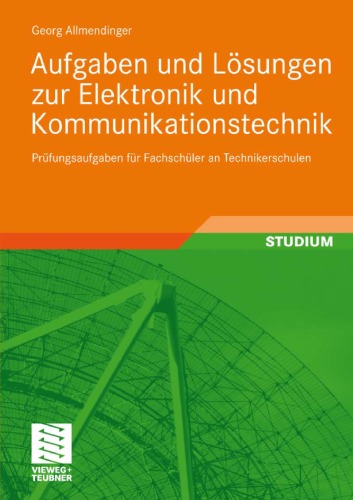 Georg Allmendinger
Aufgaben und Lösungen
zur Elektronik und
Kommunikationstechnik
Prüfungsaufgaben für Fachschüler an Technikerschulen
STUDIUM
VIEWEG+
TEUBNER